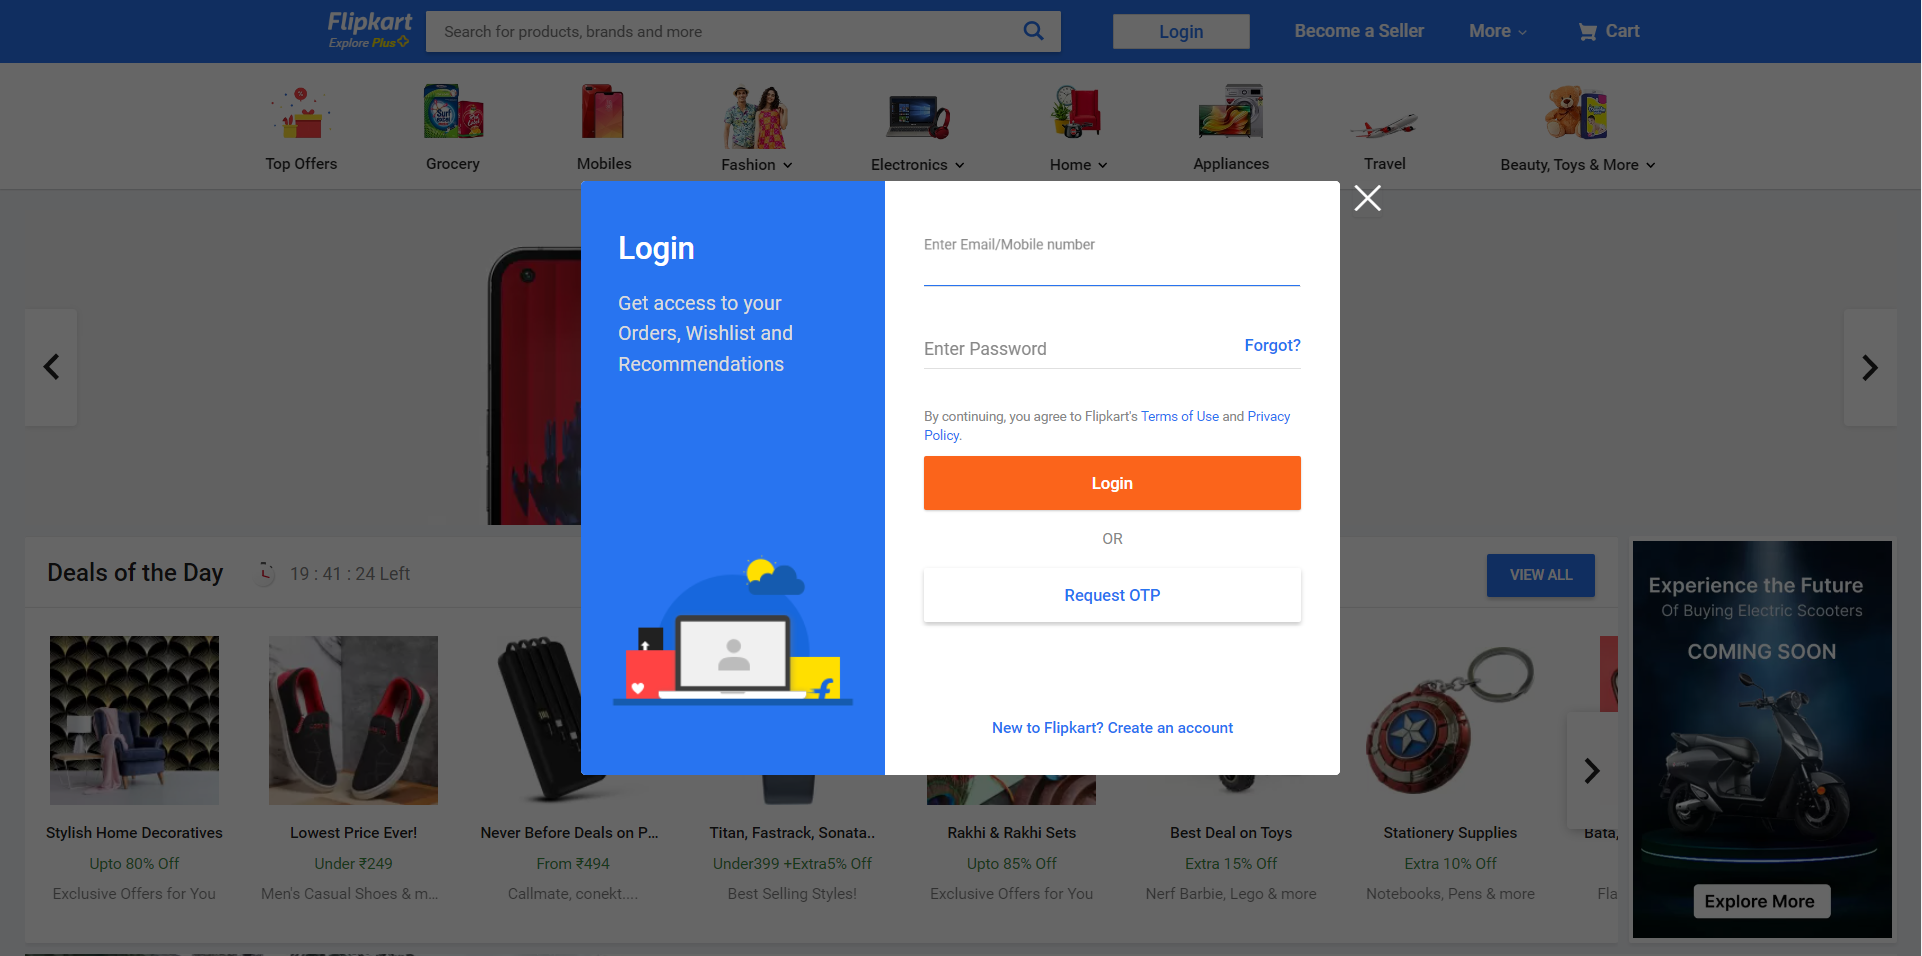 Flipkart
Explore Plus
Search for products, brands and more
Login
Become a Seller
More
Cart
Top Offers
Grocery
Mobiles
Fashion
Electronics
Home
Appliances
Travel
Beauty, Toys & More
Login
Get access to your
Orders, Wishlist and
Recommendations
Enter Email/Mobile number
Enter Password
Forgot?
By continuing, you agree to Flipkart's Terms of Use and Privacy
Policy.
Login
OR
Request OTP
New to Flipkart? Create an account
Deals of the Day
19 : 41 : 24 Left
VIEW ALL
Stylish Home Decoratives
Upto 80% Off
Exclusive Offers for You
Lowest Price Ever!
Under ₹249
Men's Casual Shoes & m...
Never Before Deals on P...
From ₹494
Callmate, conekt....
Titan, Fastrack, Sonata..
Under399 +Extra5% Off
Best Selling Styles!
Rakhi & Rakhi Sets
Upto 85% Off
Exclusive Offers for You
Best Deal on Toys
Extra 15% Off
Nerf Barbie, Lego & more
Stationery Supplies
Extra 10% Off
Notebooks, Pens & more
Bata,
Fla
Experience the Future
Of Buying Electric Scooters
COMING SOON
Explore More